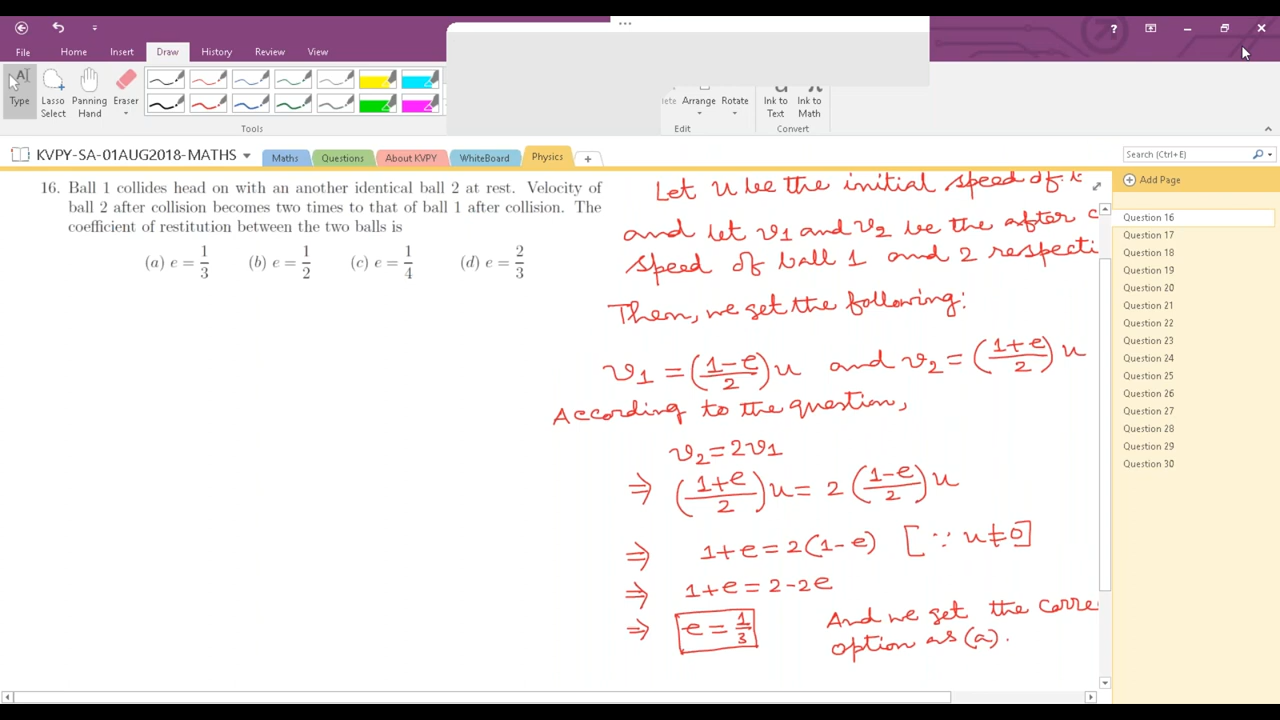 File Home Insert Draw History Review View
Type Lasso Select Panning Hand Eraser Arrange Rotate Ink to Text Ink to Math
Tools Edit Convert
KVPY-SA-01AUG2018-MATHS Maths Questions About KVPY WhiteBoard Physics Search (Ctrl+E)
Add Page
Question 16
Question 17
Question 18
Question 19
Question 20
Question 21
Question 22
Question 23
Question 24
Question 25
Question 26
Question 27
Question 28
Question 29
Question 30
16. Ball 1 collides head on with an another identical ball 2 at rest. Velocity of
ball 2 after collision becomes two times to that of ball 1 after collision. The
coefficient of restitution between the two balls is
(a) e = 1/3 (b) e = 1/2 (c) e = 1/4 (d) e = 2/3
Let u be the initial speed of
and let v1 and v2 be the after
speed of ball 1 and 2 respecti
Then, we get the following:
v1 = (1-e/2)u and v2 = (1+e/2)u
According to the question,
v2 = 2v1
⇒ (1+e/2)u = 2(1-e/2)u
⇒ 1+e = 2(1-e) [∵ u≠0]
⇒ 1+e = 2-2e
⇒ e = 1/3 And we get the corre
option as (a).